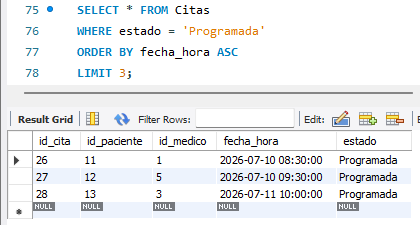 75 SELECT * FROM Citas
76 WHERE estado = 'Programada'
77 ORDER BY fecha_hora ASC
78 LIMIT 3;
Result Grid Filter Rows: Edit:
id_cita id_paciente id_medico fecha_hora estado
26 11 1 2026-07-10 08:30:00 Programada
27 12 5 2026-07-10 09:30:00 Programada
28 13 3 2026-07-11 10:00:00 Programada
NULL NULL NULL NULL NULL